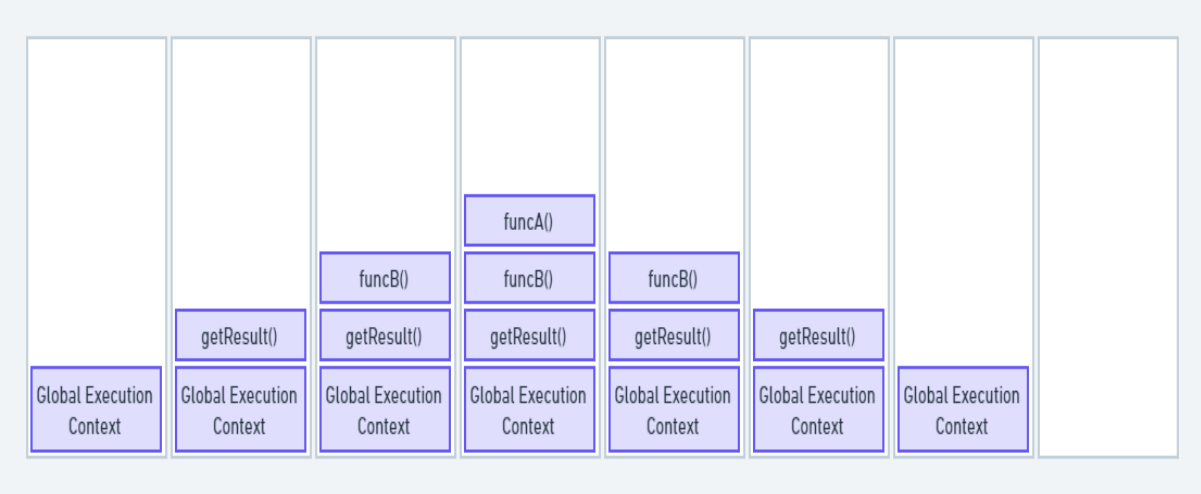 funcA()
funcB()
funcB()
funcB()
getResult()
getResult()
getResult()
getResult()
getResult()
Global Execution
Context
Global Execution
Context
Global Execution
Context
Global Execution
Context
Global Execution
Context
Global Execution
Context
Global Execution
Context